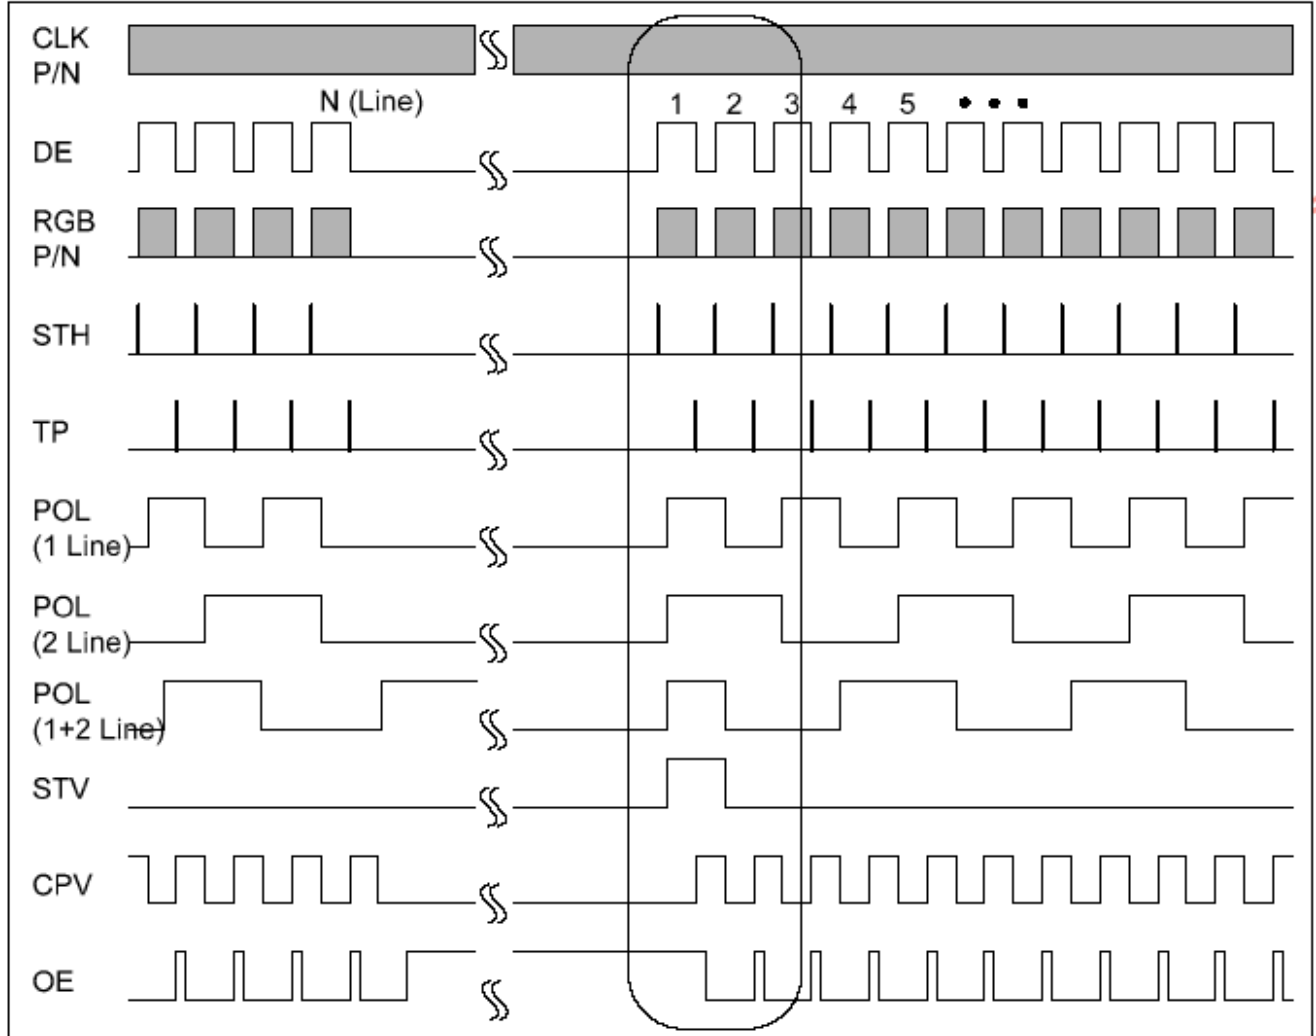 CLK
P/N
N (Line)
1 2 3 4 5 • • •
DE
RGB
P/N
STH
TP
POL
(1 Line)
POL
(2 Line)
POL
(1+2 Line)
STV
CPV
OE